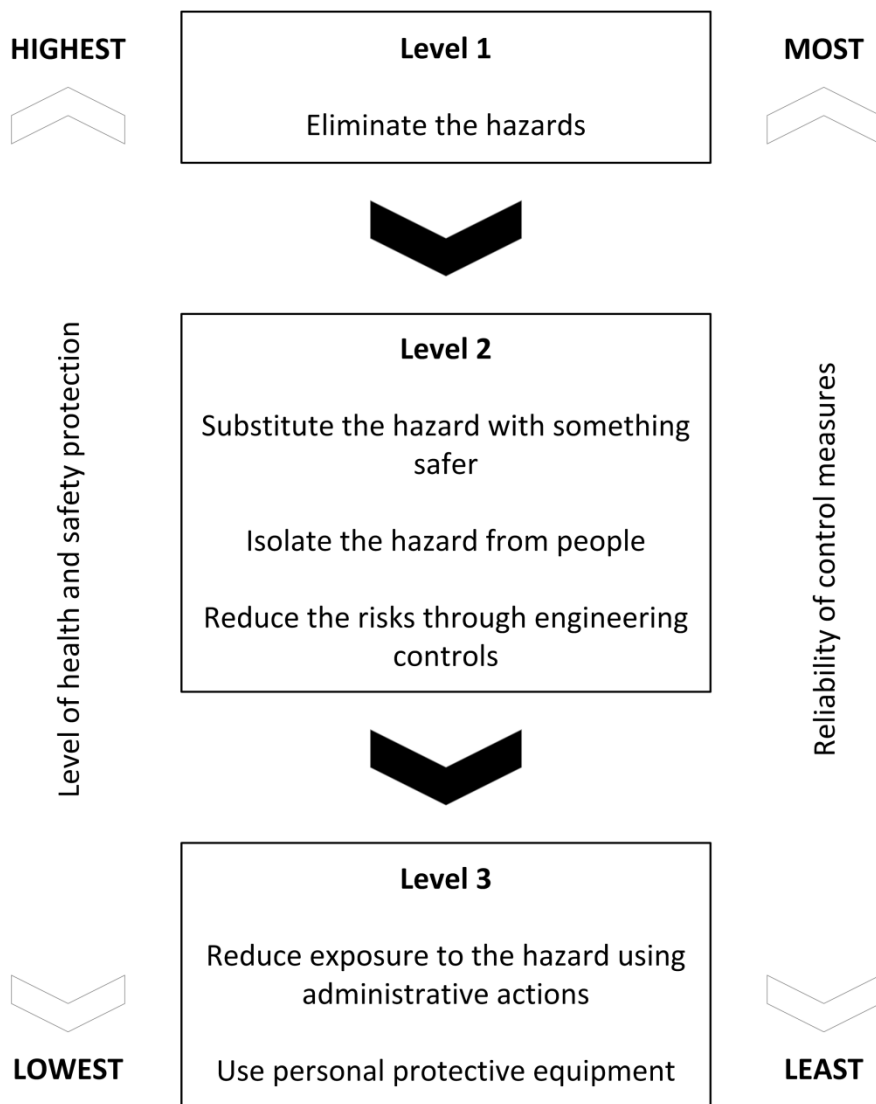 HIGHEST
Level 1
MOST
Eliminate the hazards
Level of health and safety protection
Level 2
Substitute the hazard with something
safer
Isolate the hazard from people
Reduce the risks through engineering
controls
Reliability of control measures
Level 3
Reduce exposure to the hazard using
administrative actions
LOWEST
Use personal protective equipment
LEAST